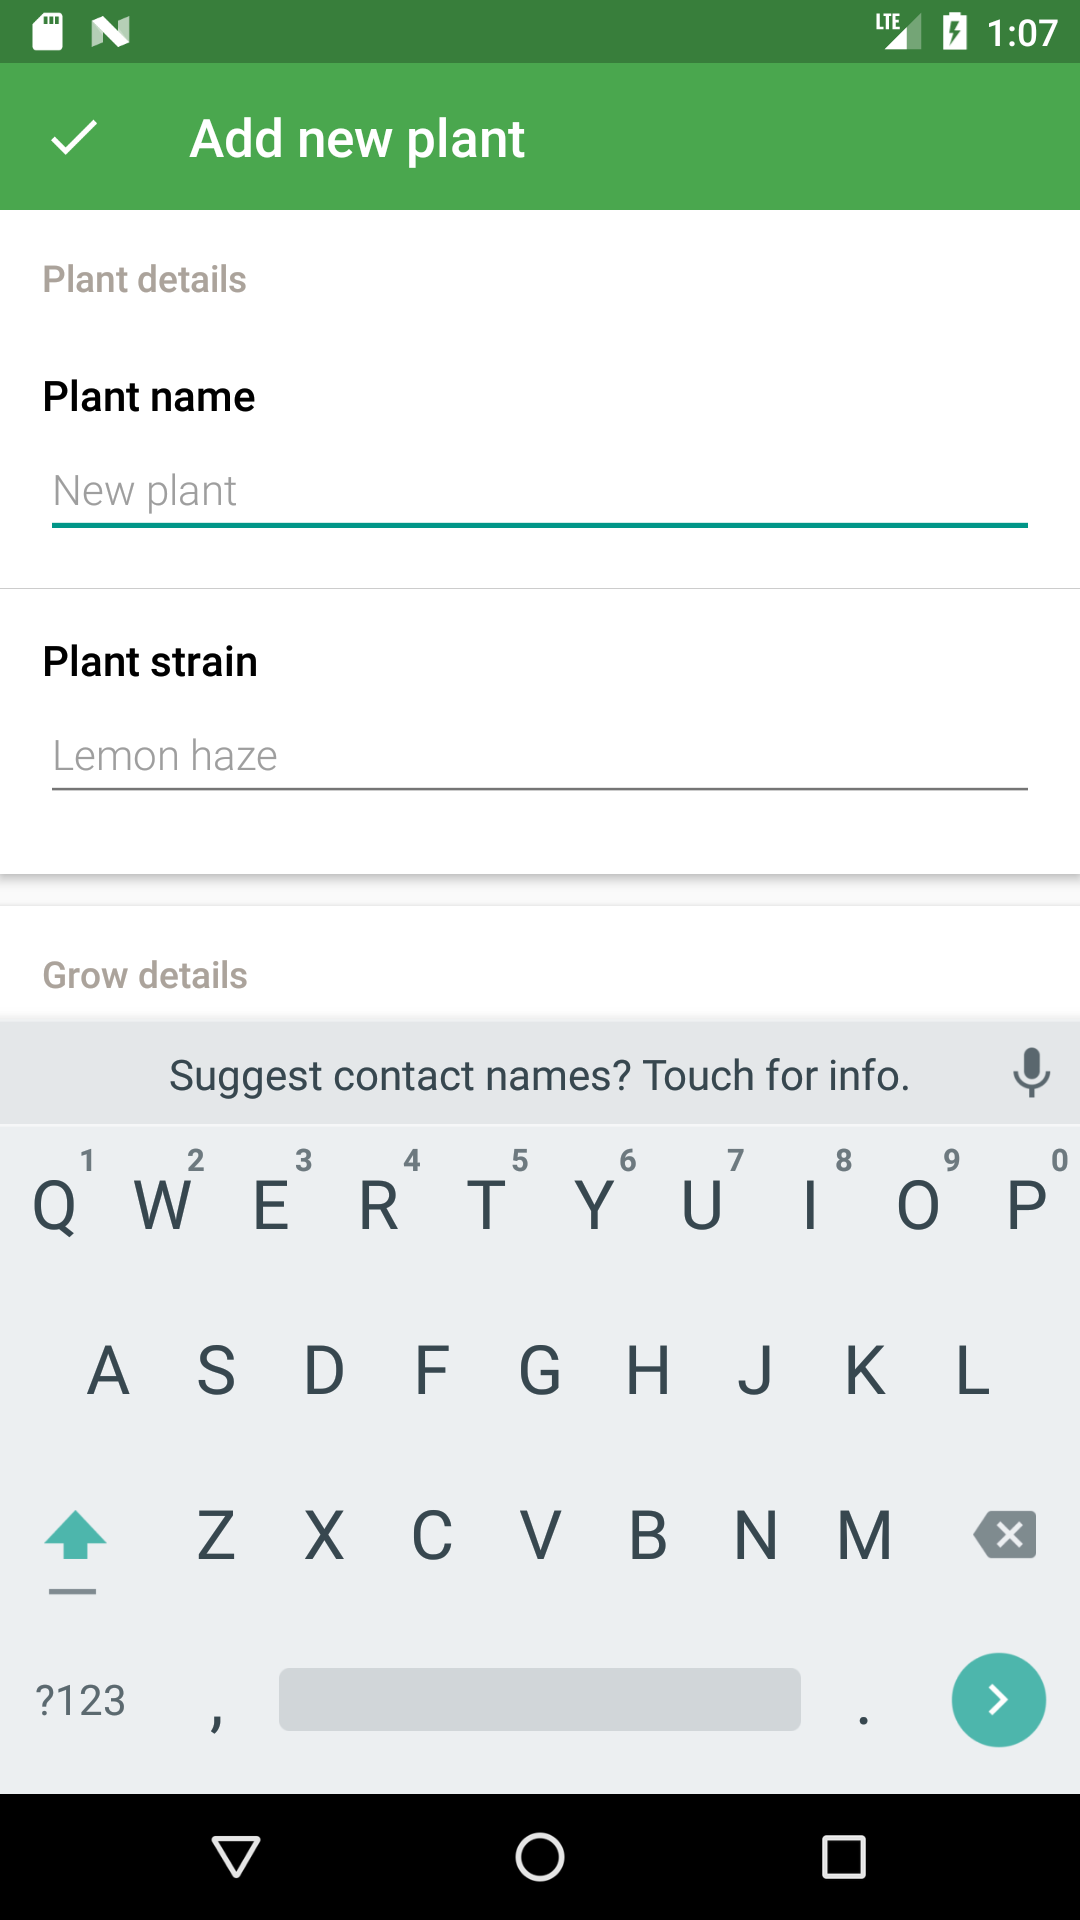 LTE 1:07
Add new plant
Plant details
Plant name
New plant
Plant strain
Lemon haze
Grow details
Suggest contact names? Touch for info.
1 2 3 4 5 6 7 8 9 0
Q W E R T Y U I O P
A S D F G H J K L
Z X C V B N M
?123 , .